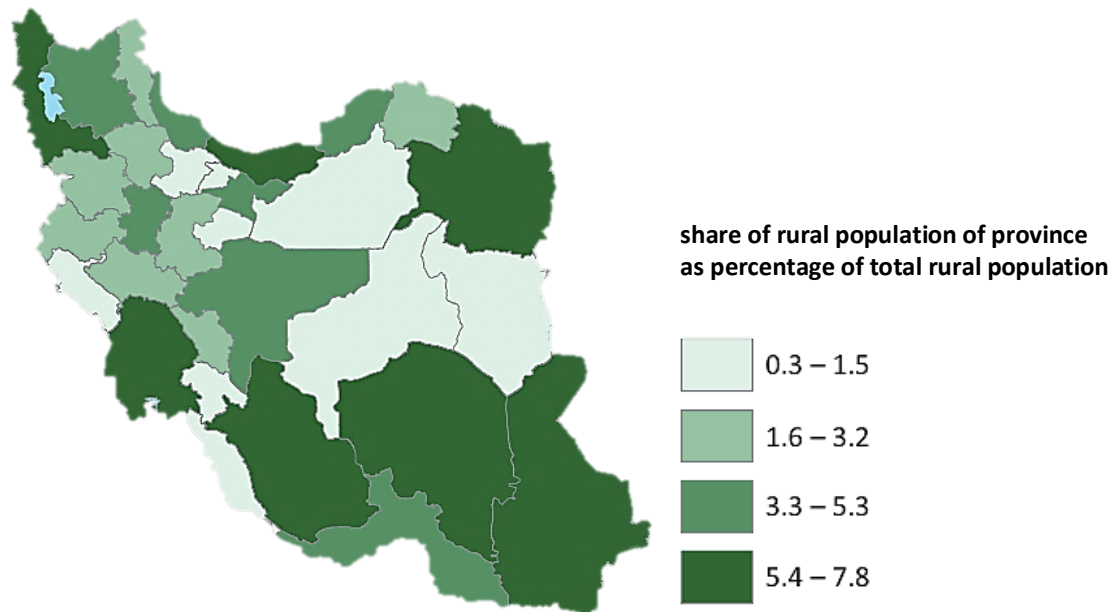 share of rural population of province
as percentage of total rural population
0.3 – 1.5
1.6 – 3.2
3.3 – 5.3
5.4 – 7.8